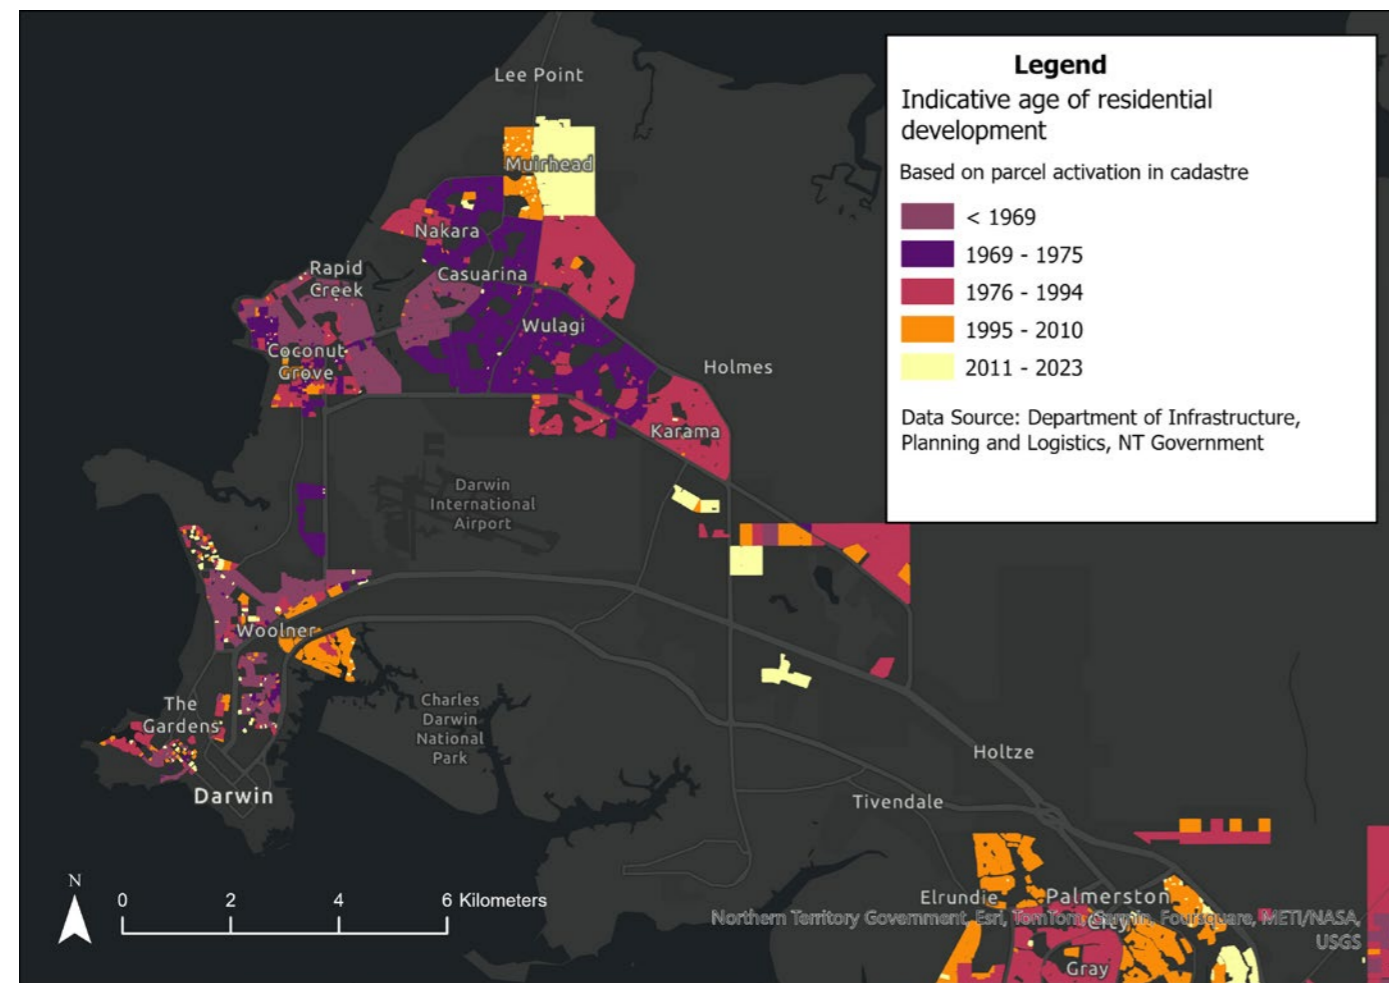 Legend
Indicative age of residential
development
Based on parcel activation in cadastre
< 1969
1969 - 1975
1976 - 1994
1995 - 2010
2011 - 2023
Data Source: Department of Infrastructure,
Planning and Logistics, NT Government
Lee Point
Muirhead
Nakara
Rapid
Creek
Casuarina
Wulagi
Coconut
Grove
Holmes
Karama
Darwin
International
Airport
Woolner
The
Gardens
Charles
Darwin
National
Park
Darwin
Holtze
Tivendale
Elrundie
Palmerston
City
Gray
N
0 2 4 6 Kilometers
Northern Territory Government, Esri, TomTom, Garmin, Foursquare, METI/NASA,
USGS